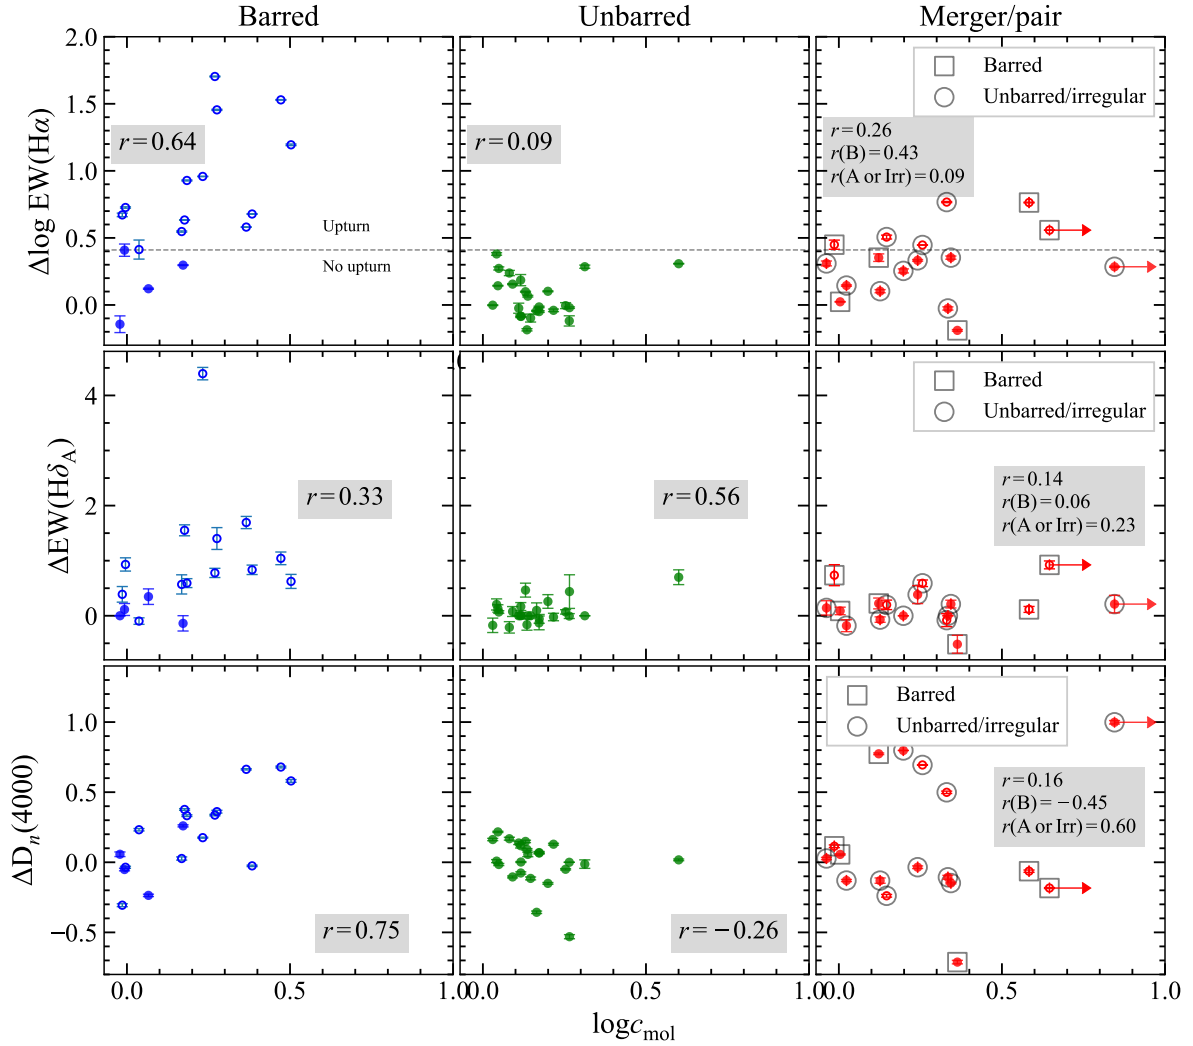 Barred
Unbarred
Merger/pair
Δlog EW(Hα)
2.0
1.5
1.0
0.5
0.0
r=0.64
Upturn
No upturn
r=0.09
Barred
Unbarred/irregular
r=0.26
r(B)=0.43
r(A or Irr)=0.09
ΔEW(Hδ_A)
4
2
0
r=0.33
r=0.56
Barred
Unbarred/irregular
r=0.14
r(B)=0.06
r(A or Irr)=0.23
ΔD_n(4000)
1.0
0.5
0.0
−0.5
r=0.75
r=−0.26
Barred
Unbarred/irregular
r=0.16
r(B)=−0.45
r(A or Irr)=0.60
0.0 0.5 1.0
0.0 0.5 1.0
0.0 0.5 1.0
logc_mol